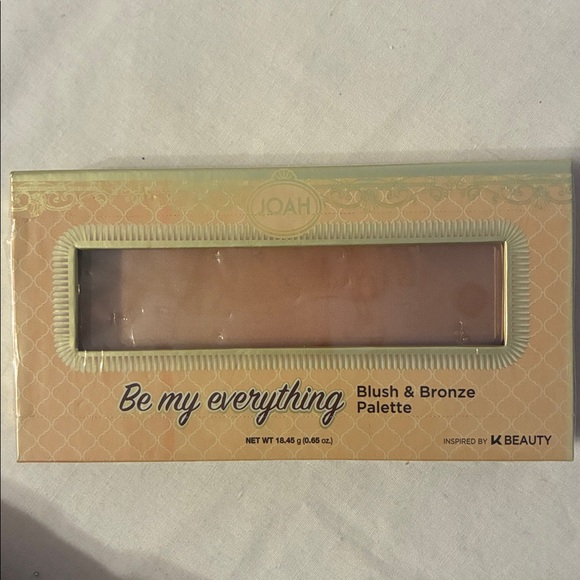 JOAH
Be my everything
Blush & Bronze
Palette
NET WT 18.45 g (0.65 oz.)
INSPIRED BY K BEAUTY